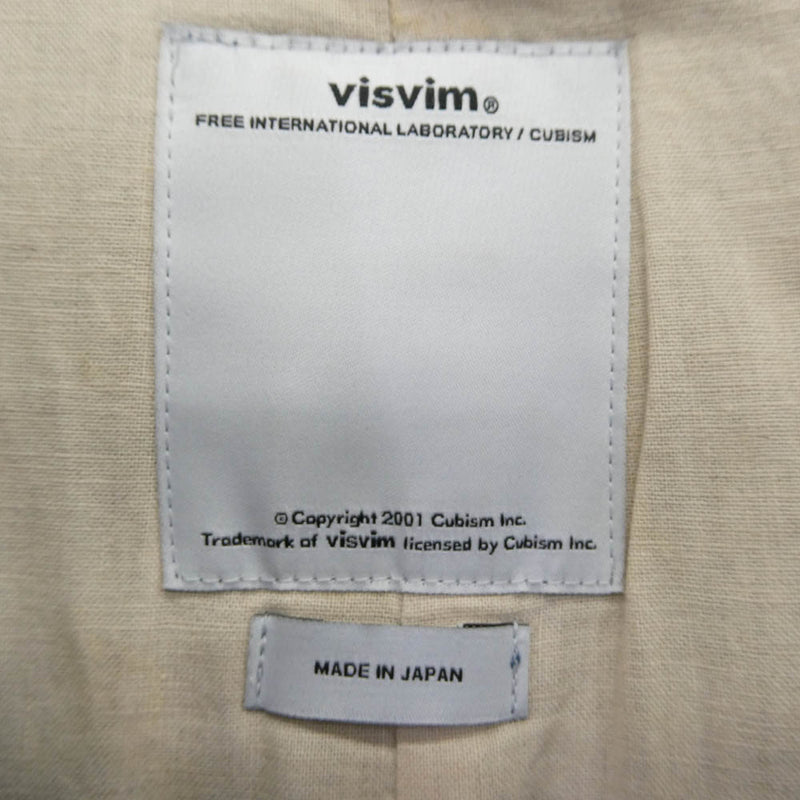 visvim®
FREE INTERNATIONAL LABORATORY / CUBISM
© Copyright 2001 Cubism Inc.
Trademark of visvim licensed by Cubism Inc.
MADE IN JAPAN